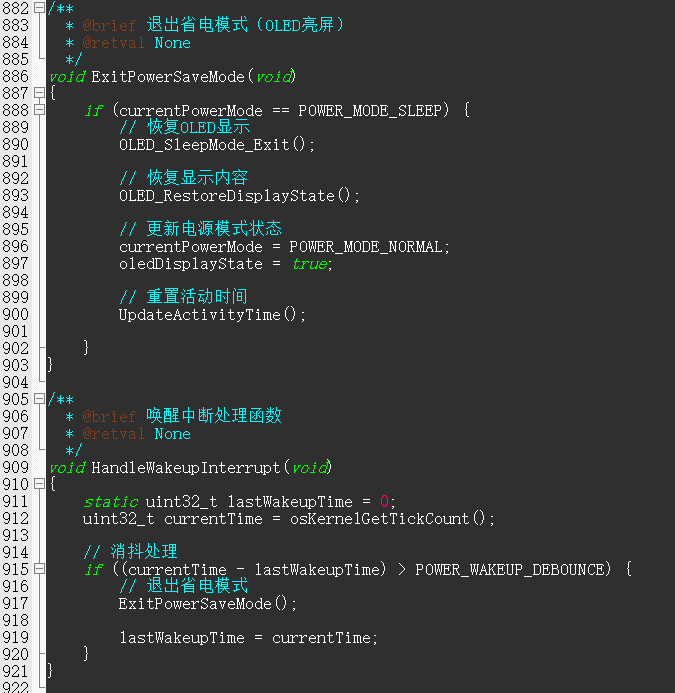 882 /**
883  * @brief 退出省电模式（OLED亮屏）
884  * @retval None
885  */
886 void ExitPowerSaveMode(void)
887 {
888     if (currentPowerMode == POWER_MODE_SLEEP) {
889         // 恢复OLED显示
890         OLED_SleepMode_Exit();
891
892         // 恢复显示内容
893         OLED_RestoreDisplayState();
894
895         // 更新电源模式状态
896         currentPowerMode = POWER_MODE_NORMAL;
897         oledDisplayState = true;
898
899         // 重置活动时间
900         UpdateActivityTime();
901
902     }
903 }
904
905 /**
906  * @brief 唤醒中断处理函数
907  * @retval None
908  */
909 void HandleWakeupInterrupt(void)
910 {
911     static uint32_t lastWakeupTime = 0;
912     uint32_t currentTime = osKernelGetTickCount();
913
914     // 消抖处理
915     if ((currentTime - lastWakeupTime) > POWER_WAKEUP_DEBOUNCE) {
916         // 退出省电模式
917         ExitPowerSaveMode();
918
919         lastWakeupTime = currentTime;
920     }
921 }
922